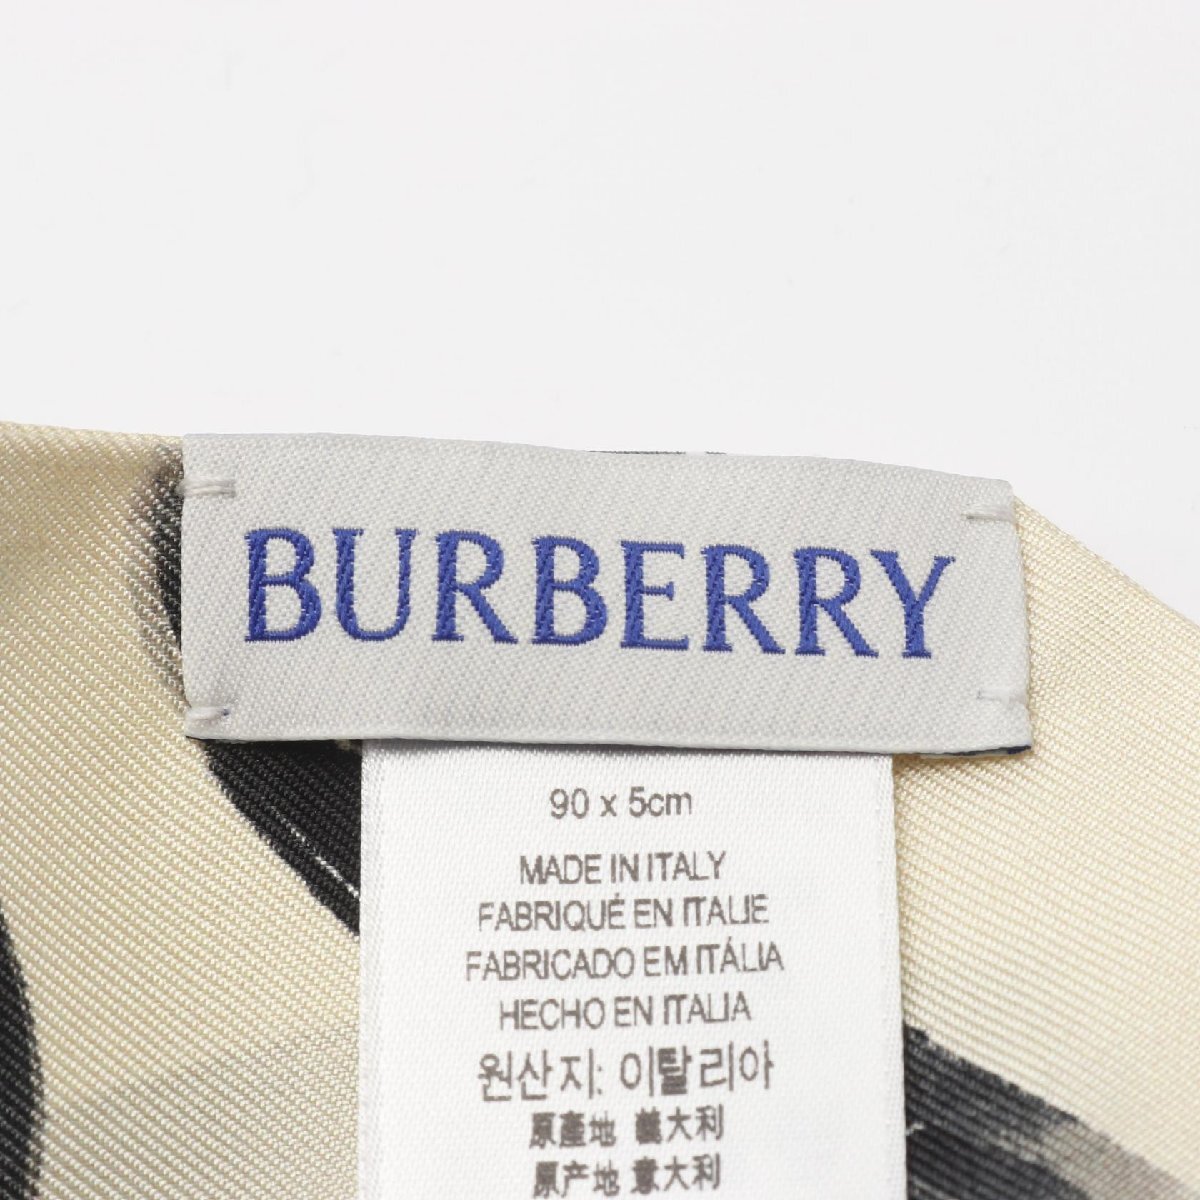 BURBERRY
90 x 5cm
MADE IN ITALY
FABRIQUÉ EN ITALIE
FABRICADO EM ITÁLIA
HECHO EN ITALIA
원산지: 이탈리아
原產地 義大利
原产地 意大利